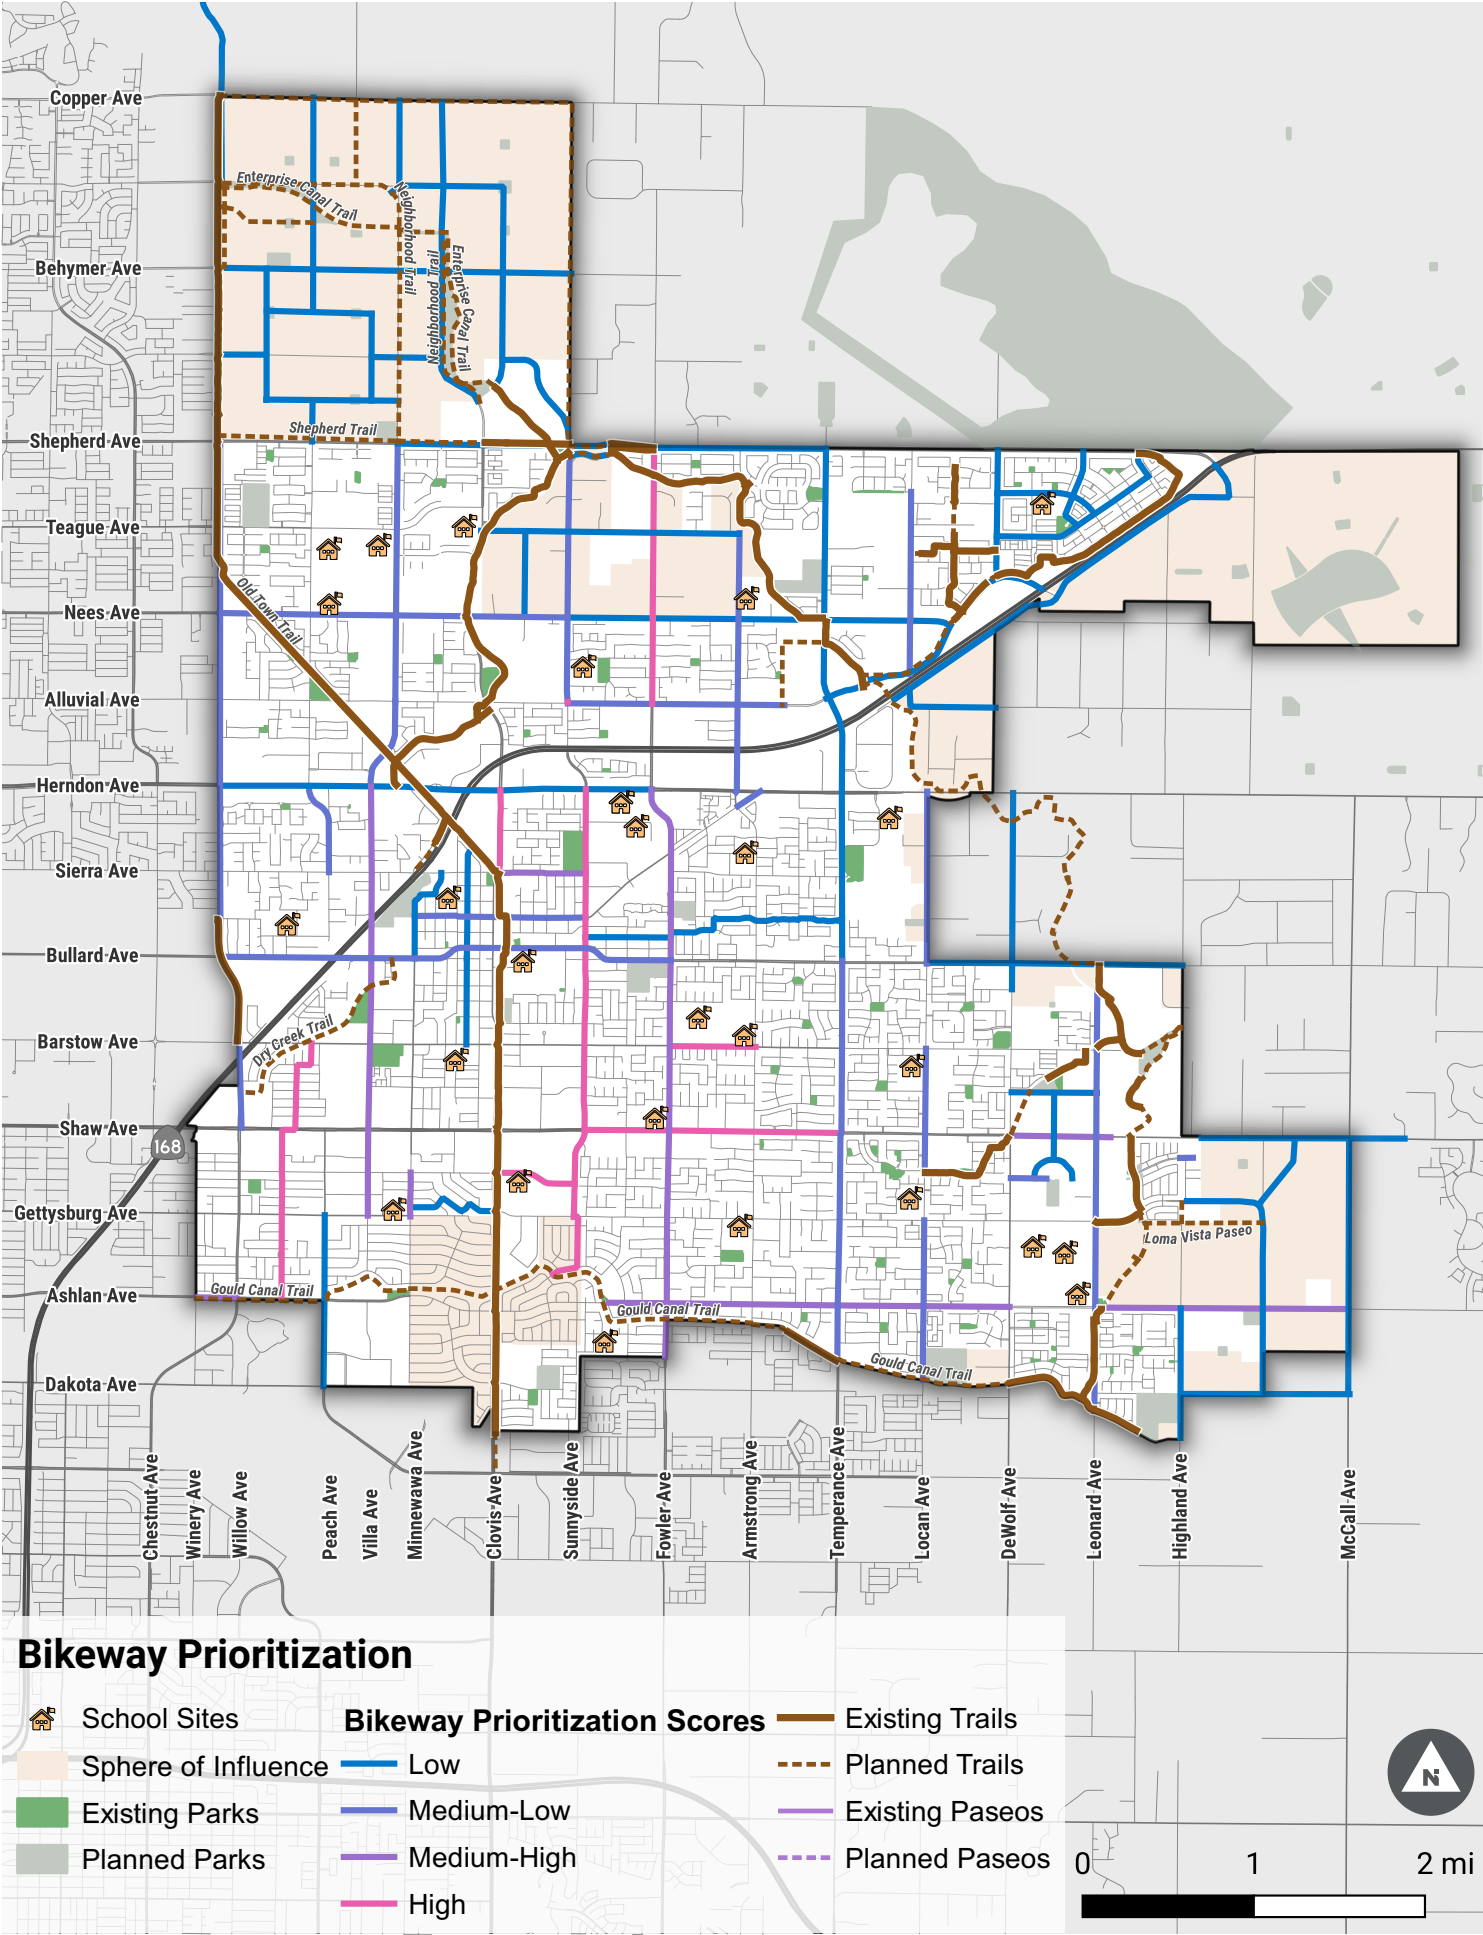 Copper Ave
Enterprise Canal Trail
Neighborhood Trail
Behymer Ave
Neighborhood Trail
Enterprise Canal Trail
Shepherd Trail
Shepherd Ave
Teague Ave
Old Town Trail
Nees Ave
Alluvial Ave
Herndon Ave
Sierra Ave
Bullard Ave
Dry Creek Trail
Barstow Ave
Shaw Ave
168
Gettysburg Ave
Loma Vista Paseo
Gould Canal Trail
Ashlan Ave
Gould Canal Trail
Gould Canal Trail
Dakota Ave
Chestnut Ave
Winery Ave
Willow Ave
Peach Ave
Villa Ave
Minnewawa Ave
Clovis Ave
Sunnyside Ave
Fowler Ave
Armstrong Ave
Temperance Ave
Locan Ave
DeWolf Ave
Leonard Ave
Highland Ave
McCall Ave
Bikeway Prioritization
School Sites
Sphere of Influence
Existing Parks
Planned Parks
Bikeway Prioritization Scores
Low
Medium-Low
Medium-High
High
Existing Trails
Planned Trails
Existing Paseos
Planned Paseos
N
0 1 2 mi